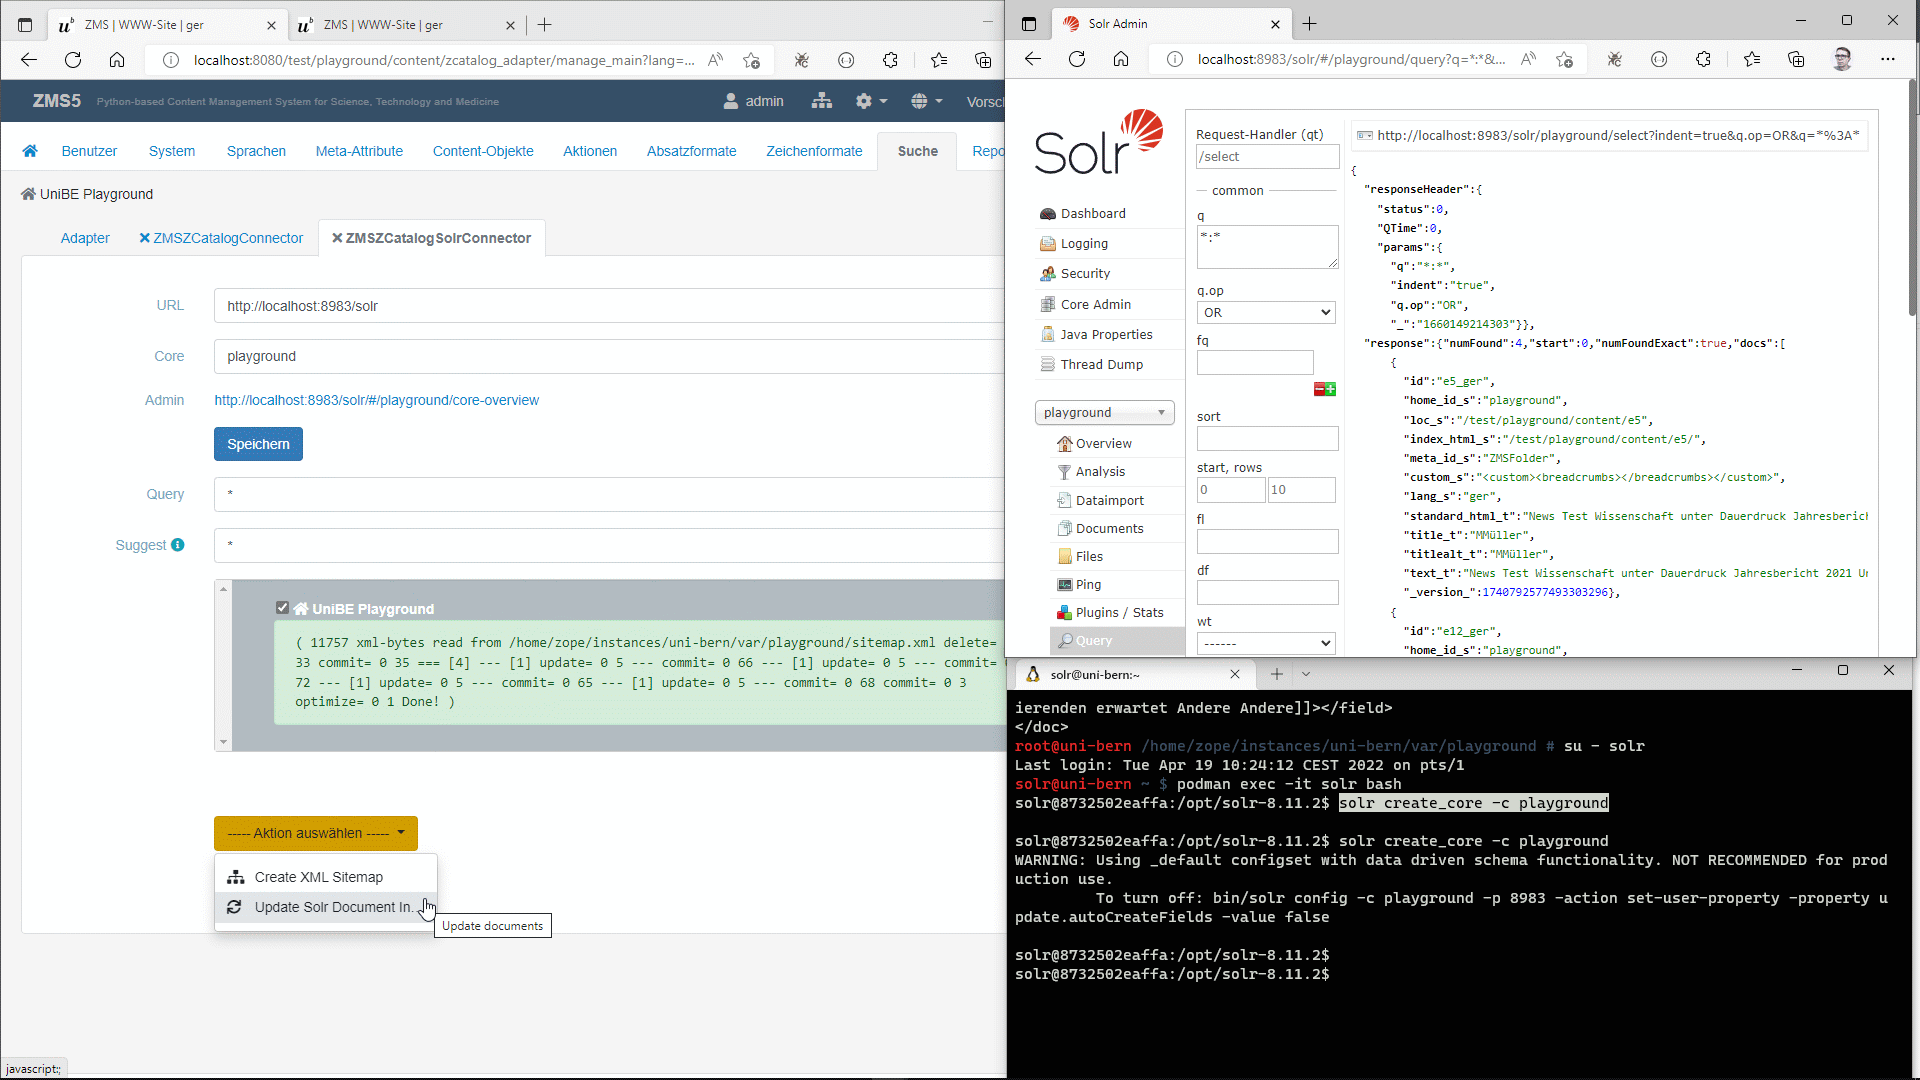 ZMS | WWW-Site | ger
ZMS | WWW-Site | ger
localhost:8080/test/playground/content/zcatalog_adapter/manage_main?lang=...
ZMS5 Python-based Content Management System for Science, Technology and Medicine
admin
Vorsc
Benutzer System Sprachen Meta-Attribute Content-Objekte Aktionen Absatzformate Zeichenformate Suche Repo
UniBE Playground
Adapter ZMSZCatalogConnector ZMSZCatalogSolrConnector
URL http://localhost:8983/solr
Core playground
Admin http://localhost:8983/solr/#/playground/core-overview
Speichern
Query *
Suggest *
UniBE Playground
( 11757 xml-bytes read from /home/zope/instances/uni-bern/var/playground/sitemap.xml delete=
33 commit= 0 35 === [4] --- [1] update= 0 5 --- commit= 0 66 --- [1] update= 0 5 --- commit=
72 --- [1] update= 0 5 --- commit= 0 65 --- [1] update= 0 5 --- commit= 0 68 commit= 0 3
optimize= 0 1 Done! )
----- Aktion auswählen -----
Create XML Sitemap
Update Solr Document In...
Update documents
javascript:;
Solr Admin
localhost:8983/solr/#/playground/query?q=*:*&...
Solr
Dashboard
Logging
Security
Core Admin
Java Properties
Thread Dump
playground
Overview
Analysis
Dataimport
Documents
Files
Ping
Plugins / Stats
Query
Request-Handler (qt)
/select
common
q
*:*
q.op
OR
fq
sort
start, rows
0 10
fl
df
wt
------
http://localhost:8983/solr/playground/select?indent=true&q.op=OR&q=*%3A*
{
"responseHeader":{
"status":0,
"QTime":0,
"params":{
"q":"*:*",
"indent":"true",
"q.op":"OR",
"_":"1660149214303"}},
"response":{"numFound":4,"start":0,"numFoundExact":true,"docs":[
{
"id":"e5_ger",
"home_id_s":"playground",
"loc_s":"/test/playground/content/e5",
"index_html_s":"/test/playground/content/e5/",
"meta_id_s":"ZMSFolder",
"custom_s":"<custom><breadcrumbs></breadcrumbs></custom>",
"lang_s":"ger",
"standard_html_t":"News Test Wissenschaft unter Dauerdruck Jahresberich
"title_t":"MMüller",
"titlealt_t":"MMüller",
"text_t":"News Test Wissenschaft unter Dauerdruck Jahresbericht 2021 Un
"_version_":1740792577493303296},
{
"id":"e12_ger",
"home_id_s":"playground",
solr@uni-bern:~
ierenden erwartet Andere Andere]]></field>
</doc>
root@uni-bern /home/zope/instances/uni-bern/var/playground # su - solr
Last login: Tue Apr 19 10:24:12 CEST 2022 on pts/1
solr@uni-bern ~ $ podman exec -it solr bash
solr@8732502eaffa:/opt/solr-8.11.2$ solr create_core -c playground
solr@8732502eaffa:/opt/solr-8.11.2$ solr create_core -c playground
WARNING: Using _default configset with data driven schema functionality. NOT RECOMMENDED for prod
uction use.
To turn off: bin/solr config -c playground -p 8983 -action set-user-property -property u
pdate.autoCreateFields -value false
solr@8732502eaffa:/opt/solr-8.11.2$
solr@8732502eaffa:/opt/solr-8.11.2$